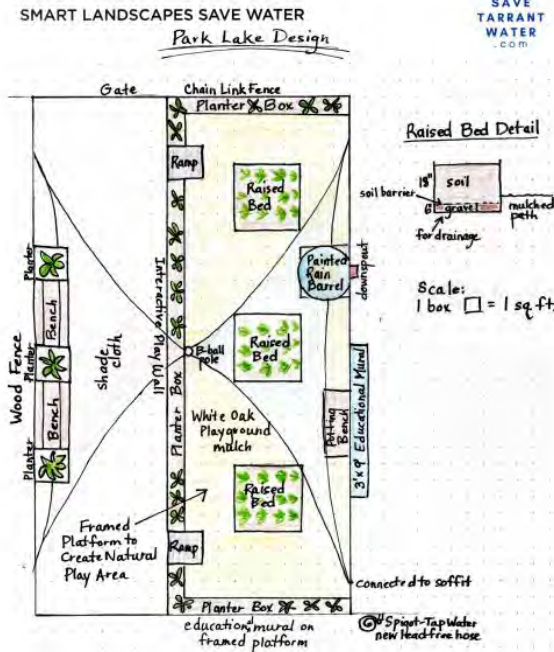 SMART LANDSCAPES SAVE WATER
Park Lake Design
SAVE
TARRANT
WATER
.com
Gate
Chain Link Fence
Planter Box
Ramp
Raised
Bed
Painted
Rain
Barrel
downspout
Raised Bed Detail
18"
soil
soil barrier
6"
gravel
mulched
path
for drainage
Scale:
1 box □ = 1 sq ft.
Wood Fence
Planter
Bench
Planter
Bench
Planter
shade
cloth
Interactive Play Wall
B-ball
pole
Raised
Bed
Planter Box
White Oak
Playground
mulch
Potting
Bench
3'x9' Educational Mural
Raised
Bed
Framed
Platform to
Create Natural
Play Area
Ramp
Connected to soffit
Planter Box
educational mural on
framed platform
Spigot-Tap Water
new lead free hose